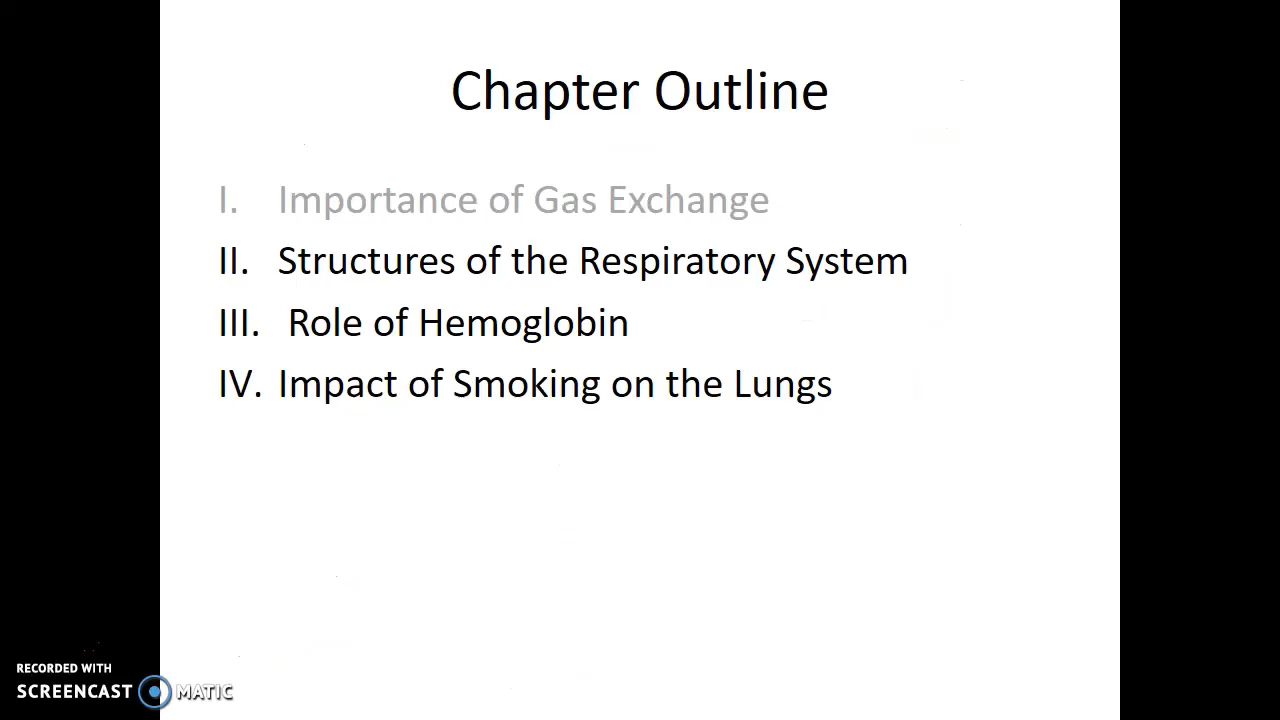 Chapter Outline
I. Importance of Gas Exchange
II. Structures of the Respiratory System
III. Role of Hemoglobin
IV. Impact of Smoking on the Lungs
RECORDED WITH
SCREENCAST MATIC